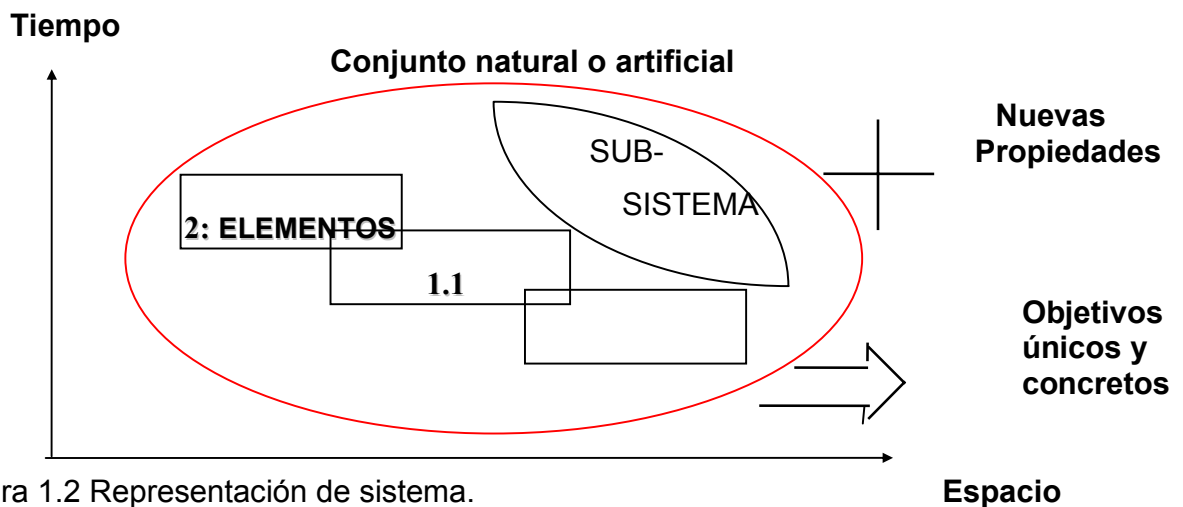 Tiempo
Conjunto natural o artificial
Nuevas
Propiedades
SUB-
SISTEMA
2: ELEMENTOS
1.1
Objetivos
únicos y
concretos
ra 1.2 Representación de sistema.
Espacio